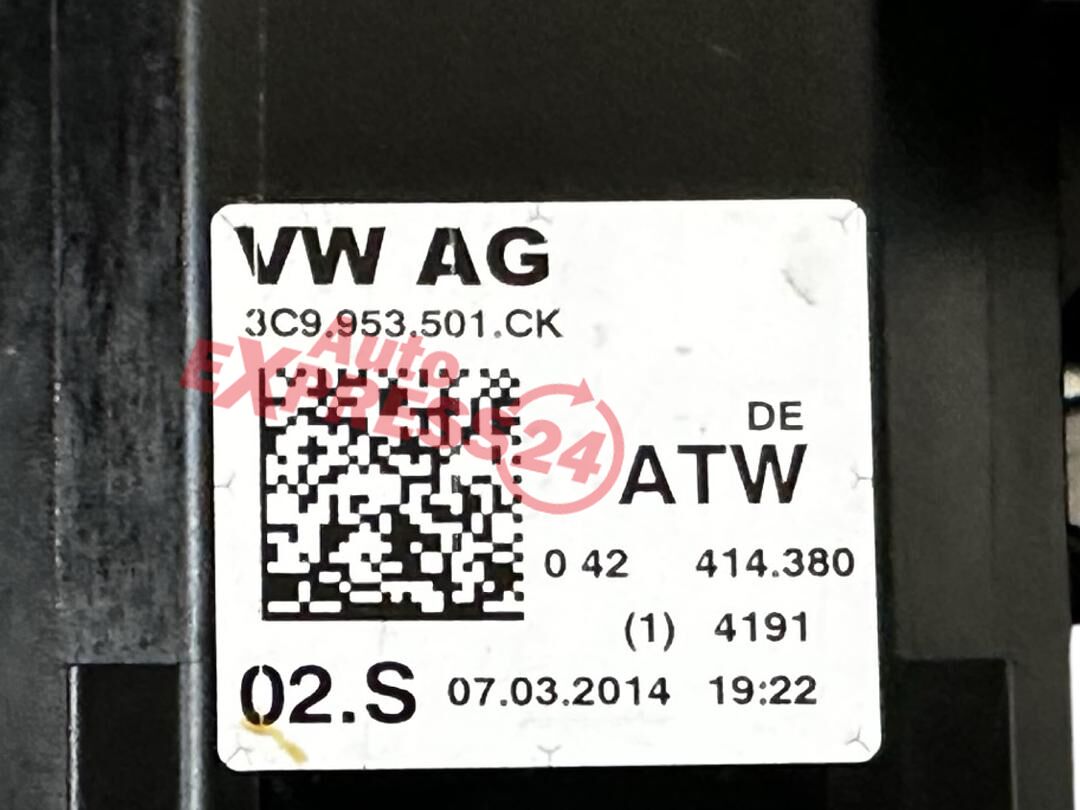 VW AG
3C9.953.501.CK
Auto
EXPRESS24
DE
ATW
0 42 414.380
(1) 4191
02.S 07.03.2014 19:22